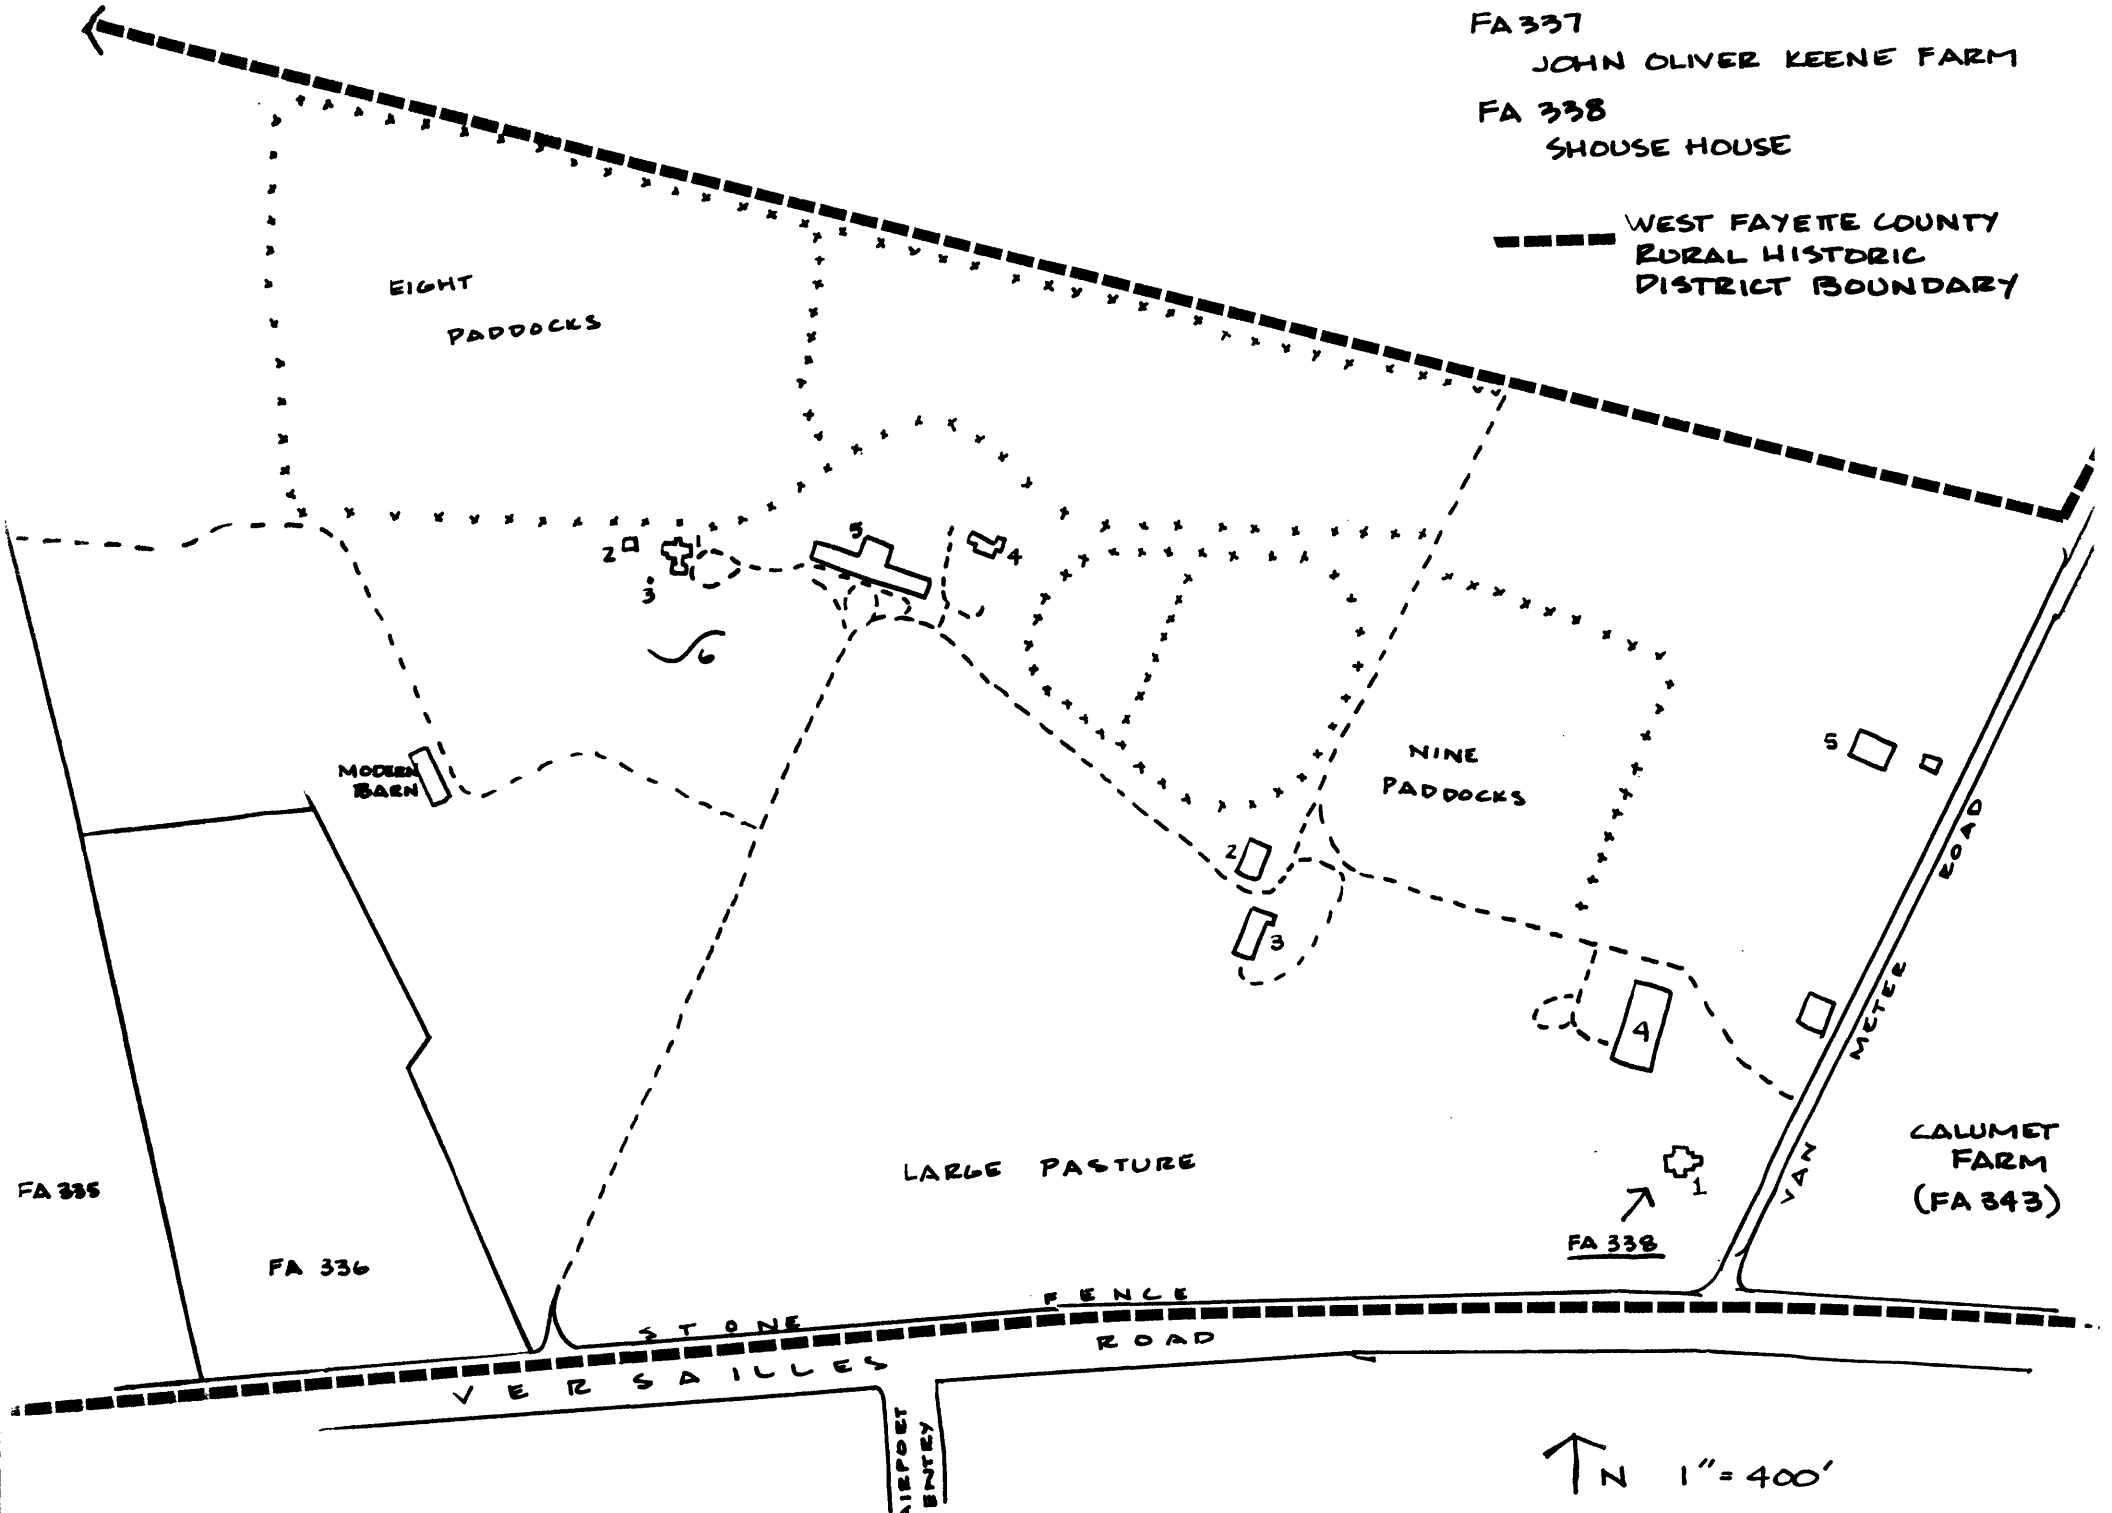 FA 337
JOHN OLIVER KEENE FARM
FA 338
SHOUSE HOUSE
WEST FAYETTE COUNTY
RURAL HISTORIC
DISTRICT BOUNDARY
EIGHT
PADDOCKS
2
1
3
5
4
6
MODERN
BARN
NINE
PADDOCKS
5
2
3
4
1
VAN METER ROAD
CALUMET
FARM
(FA 343)
LARGE PASTURE
FA 335
FA 336
FA 338
STONE FENCE
VERSAILLES ROAD
AIRPORT
ENTRY
N 1" = 400'